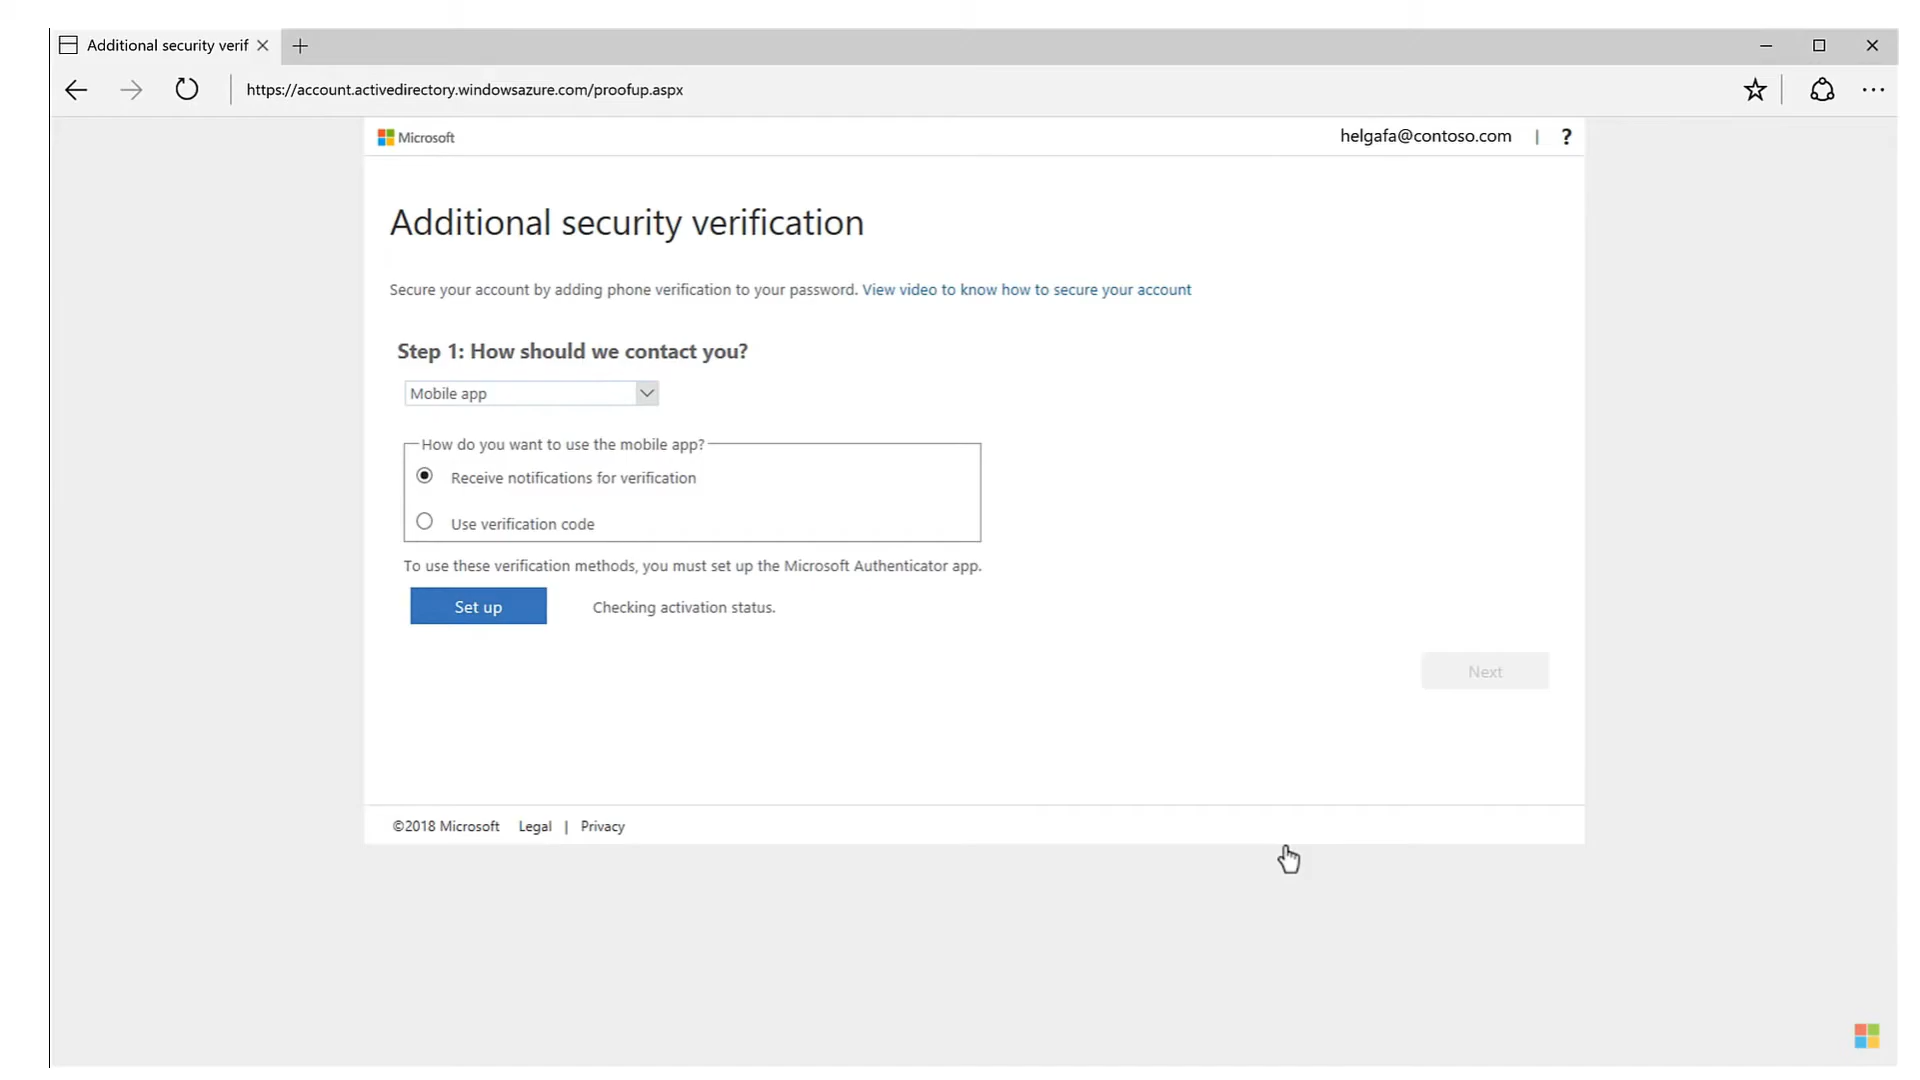 Additional security verif
https://account.activedirectory.windowsazure.com/proofup.aspx
Microsoft
helgafa@contoso.com | ?
Additional security verification
Secure your account by adding phone verification to your password. View video to know how to secure your account
Step 1: How should we contact you?
Mobile app
How do you want to use the mobile app?
Receive notifications for verification
Use verification code
To use these verification methods, you must set up the Microsoft Authenticator app.
Set up
Checking activation status.
Next
©2018 Microsoft Legal | Privacy